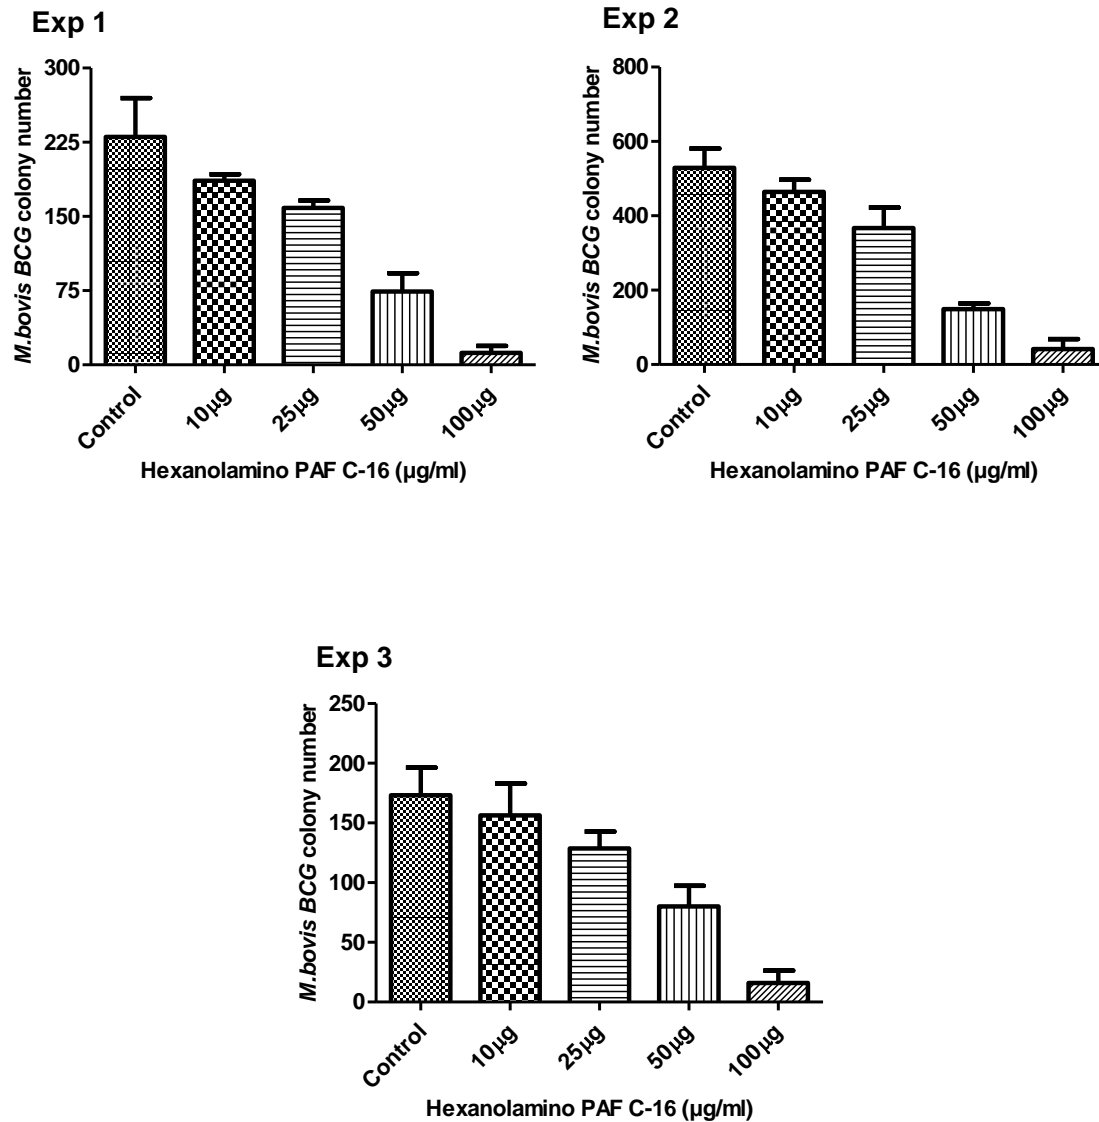 Exp 1
M.bovis BCG colony number
300
225
150
75
0
Control
10µg
25µg
50µg
100µg
Hexanolamino PAF C-16 (µg/ml)
Exp 2
M.bovis BCG colony number
800
600
400
200
0
Control
10µg
25µg
50µg
100µg
Hexanolamino PAF C-16 (µg/ml)
Exp 3
M.bovis BCG colony number
250
200
150
100
50
0
Control
10µg
25µg
50µg
100µg
Hexanolamino PAF C-16 (µg/ml)